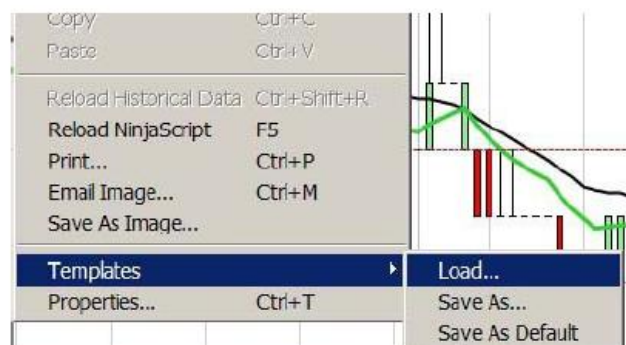 Copy Ctrl+C
Paste Ctrl+V
Reload Historical Data Ctrl+Shift+R
Reload NinjaScript F5
Print... Ctrl+P
Email Image... Ctrl+M
Save As Image...
Templates Load...
Properties... Ctrl+T Save As...
Save As Default